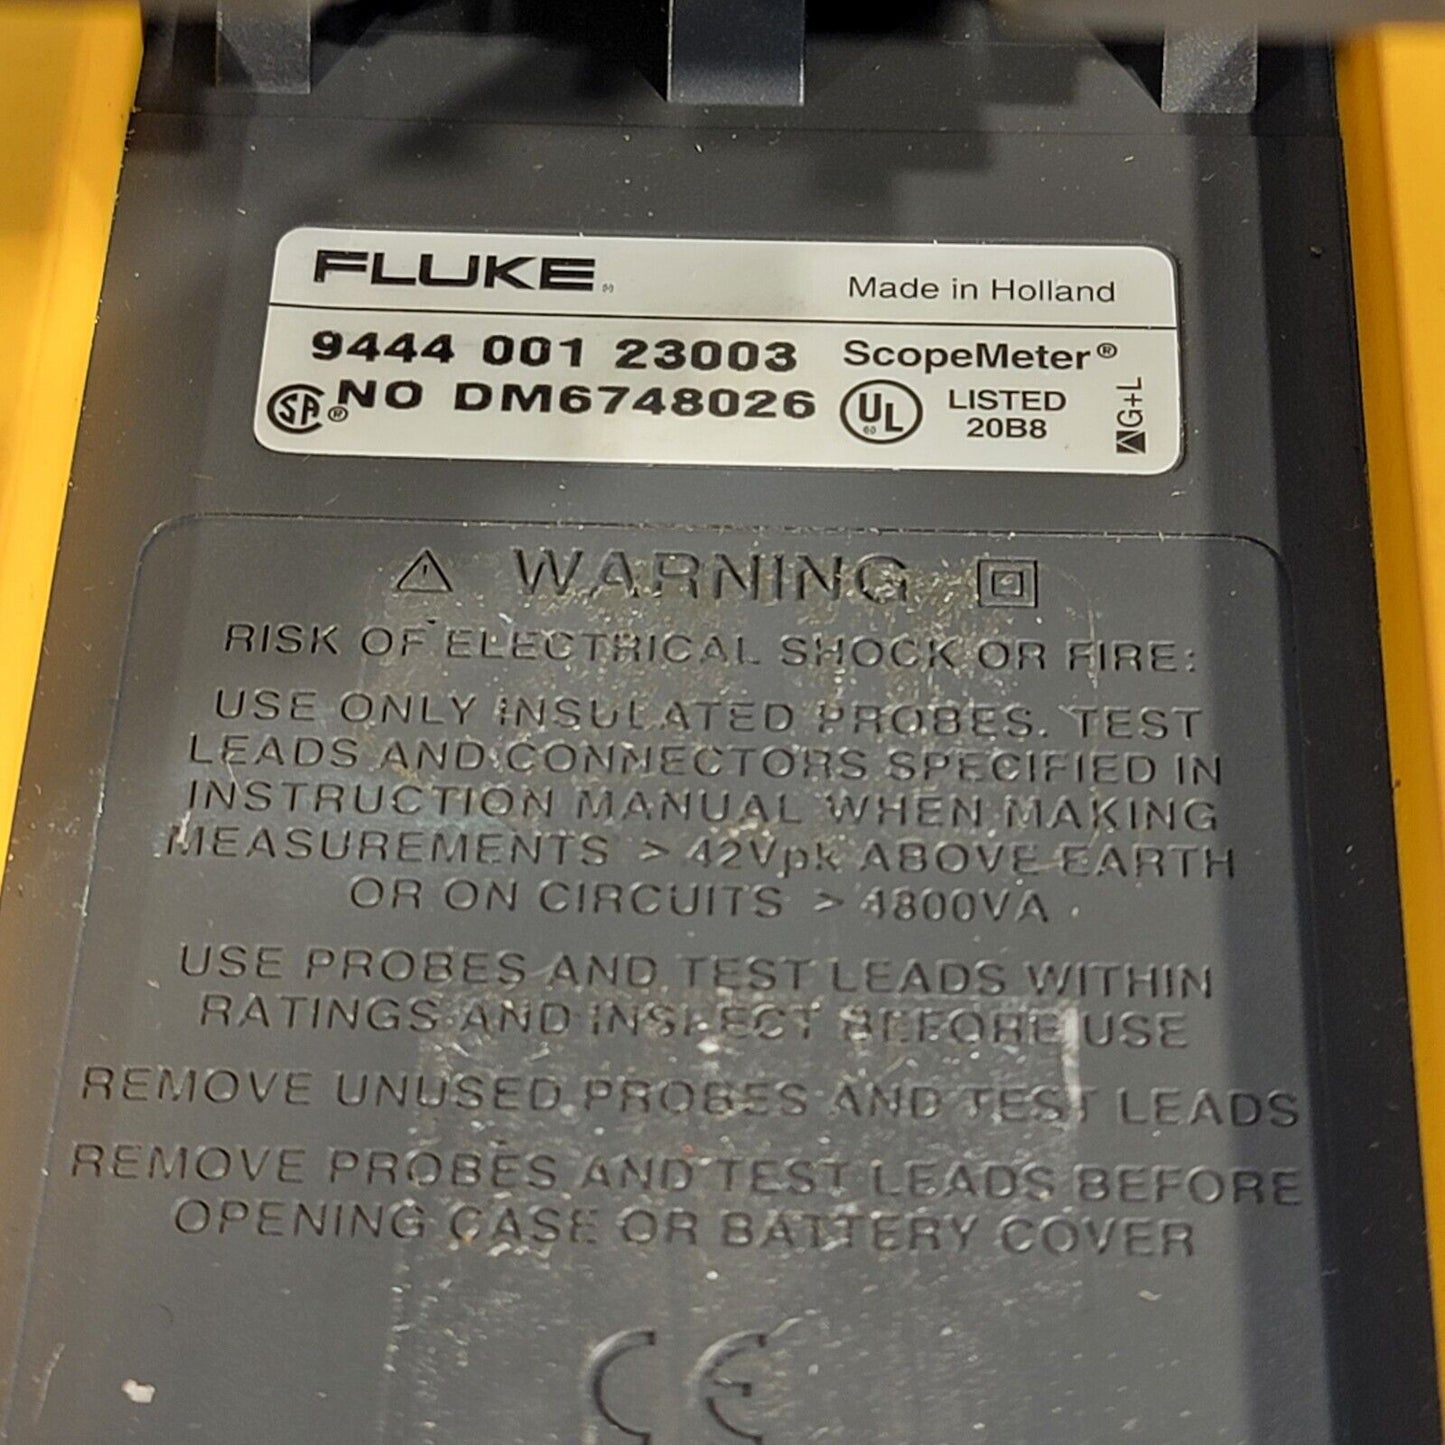 FLUKE ®
Made in Holland
9444 001 23003 ScopeMeter®
SA® NO DM6748026 UL LISTED
20B8
G+L
WARNING
RISK OF ELECTRICAL SHOCK OR FIRE:
USE ONLY INSULATED PROBES. TEST
LEADS AND CONNECTORS SPECIFIED IN
INSTRUCTION MANUAL WHEN MAKING
MEASUREMENTS > 42Vpk ABOVE EARTH
OR ON CIRCUITS > 4800VA.
USE PROBES AND TEST LEADS WITHIN
RATINGS AND INSPECT BEFORE USE
REMOVE UNUSED PROBES AND TEST LEADS
REMOVE PROBES AND TEST LEADS BEFORE
OPENING CASE OR BATTERY COVER
CE